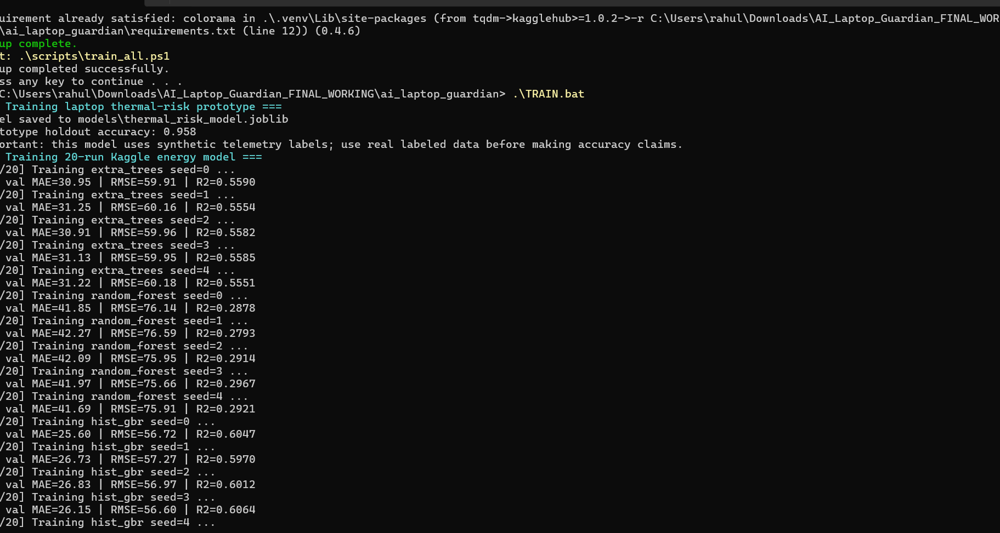 uirement already satisfied: colorama in .\.venv\Lib\site-packages (from tqdm->kagglehub>=1.0.2->-r C:\Users\rahul\Downloads\AI_Laptop_Guardian_FINAL_WOR
\ai_laptop_guardian\requirements.txt (line 12)) (0.4.6)
up complete.
t: .\scripts\train_all.ps1
up completed successfully.
ss any key to continue . . .
C:\Users\rahul\Downloads\AI_Laptop_Guardian_FINAL_WORKING\ai_laptop_guardian> .\TRAIN.bat
Training laptop thermal-risk prototype ===
el saved to models\thermal_risk_model.joblib
totype holdout accuracy: 0.958
ortant: this model uses synthetic telemetry labels; use real labeled data before making accuracy claims.
Training 20-run Kaggle energy model ===
/20] Training extra_trees seed=0 ...
val MAE=30.95 | RMSE=59.91 | R2=0.5590
/20] Training extra_trees seed=1 ...
val MAE=31.25 | RMSE=60.16 | R2=0.5554
/20] Training extra_trees seed=2 ...
val MAE=30.91 | RMSE=59.96 | R2=0.5582
/20] Training extra_trees seed=3 ...
val MAE=31.13 | RMSE=59.95 | R2=0.5585
/20] Training extra_trees seed=4 ...
val MAE=31.22 | RMSE=60.18 | R2=0.5551
/20] Training random_forest seed=0 ...
val MAE=41.85 | RMSE=76.14 | R2=0.2878
/20] Training random_forest seed=1 ...
val MAE=42.27 | RMSE=76.59 | R2=0.2793
/20] Training random_forest seed=2 ...
val MAE=42.09 | RMSE=75.95 | R2=0.2914
/20] Training random_forest seed=3 ...
val MAE=41.97 | RMSE=75.66 | R2=0.2967
/20] Training random_forest seed=4 ...
val MAE=41.69 | RMSE=75.91 | R2=0.2921
/20] Training hist_gbr seed=0 ...
val MAE=25.60 | RMSE=56.72 | R2=0.6047
/20] Training hist_gbr seed=1 ...
val MAE=26.73 | RMSE=57.27 | R2=0.5970
/20] Training hist_gbr seed=2 ...
val MAE=26.83 | RMSE=56.97 | R2=0.6012
/20] Training hist_gbr seed=3 ...
val MAE=26.15 | RMSE=56.60 | R2=0.6064
/20] Training hist_gbr seed=4 ...